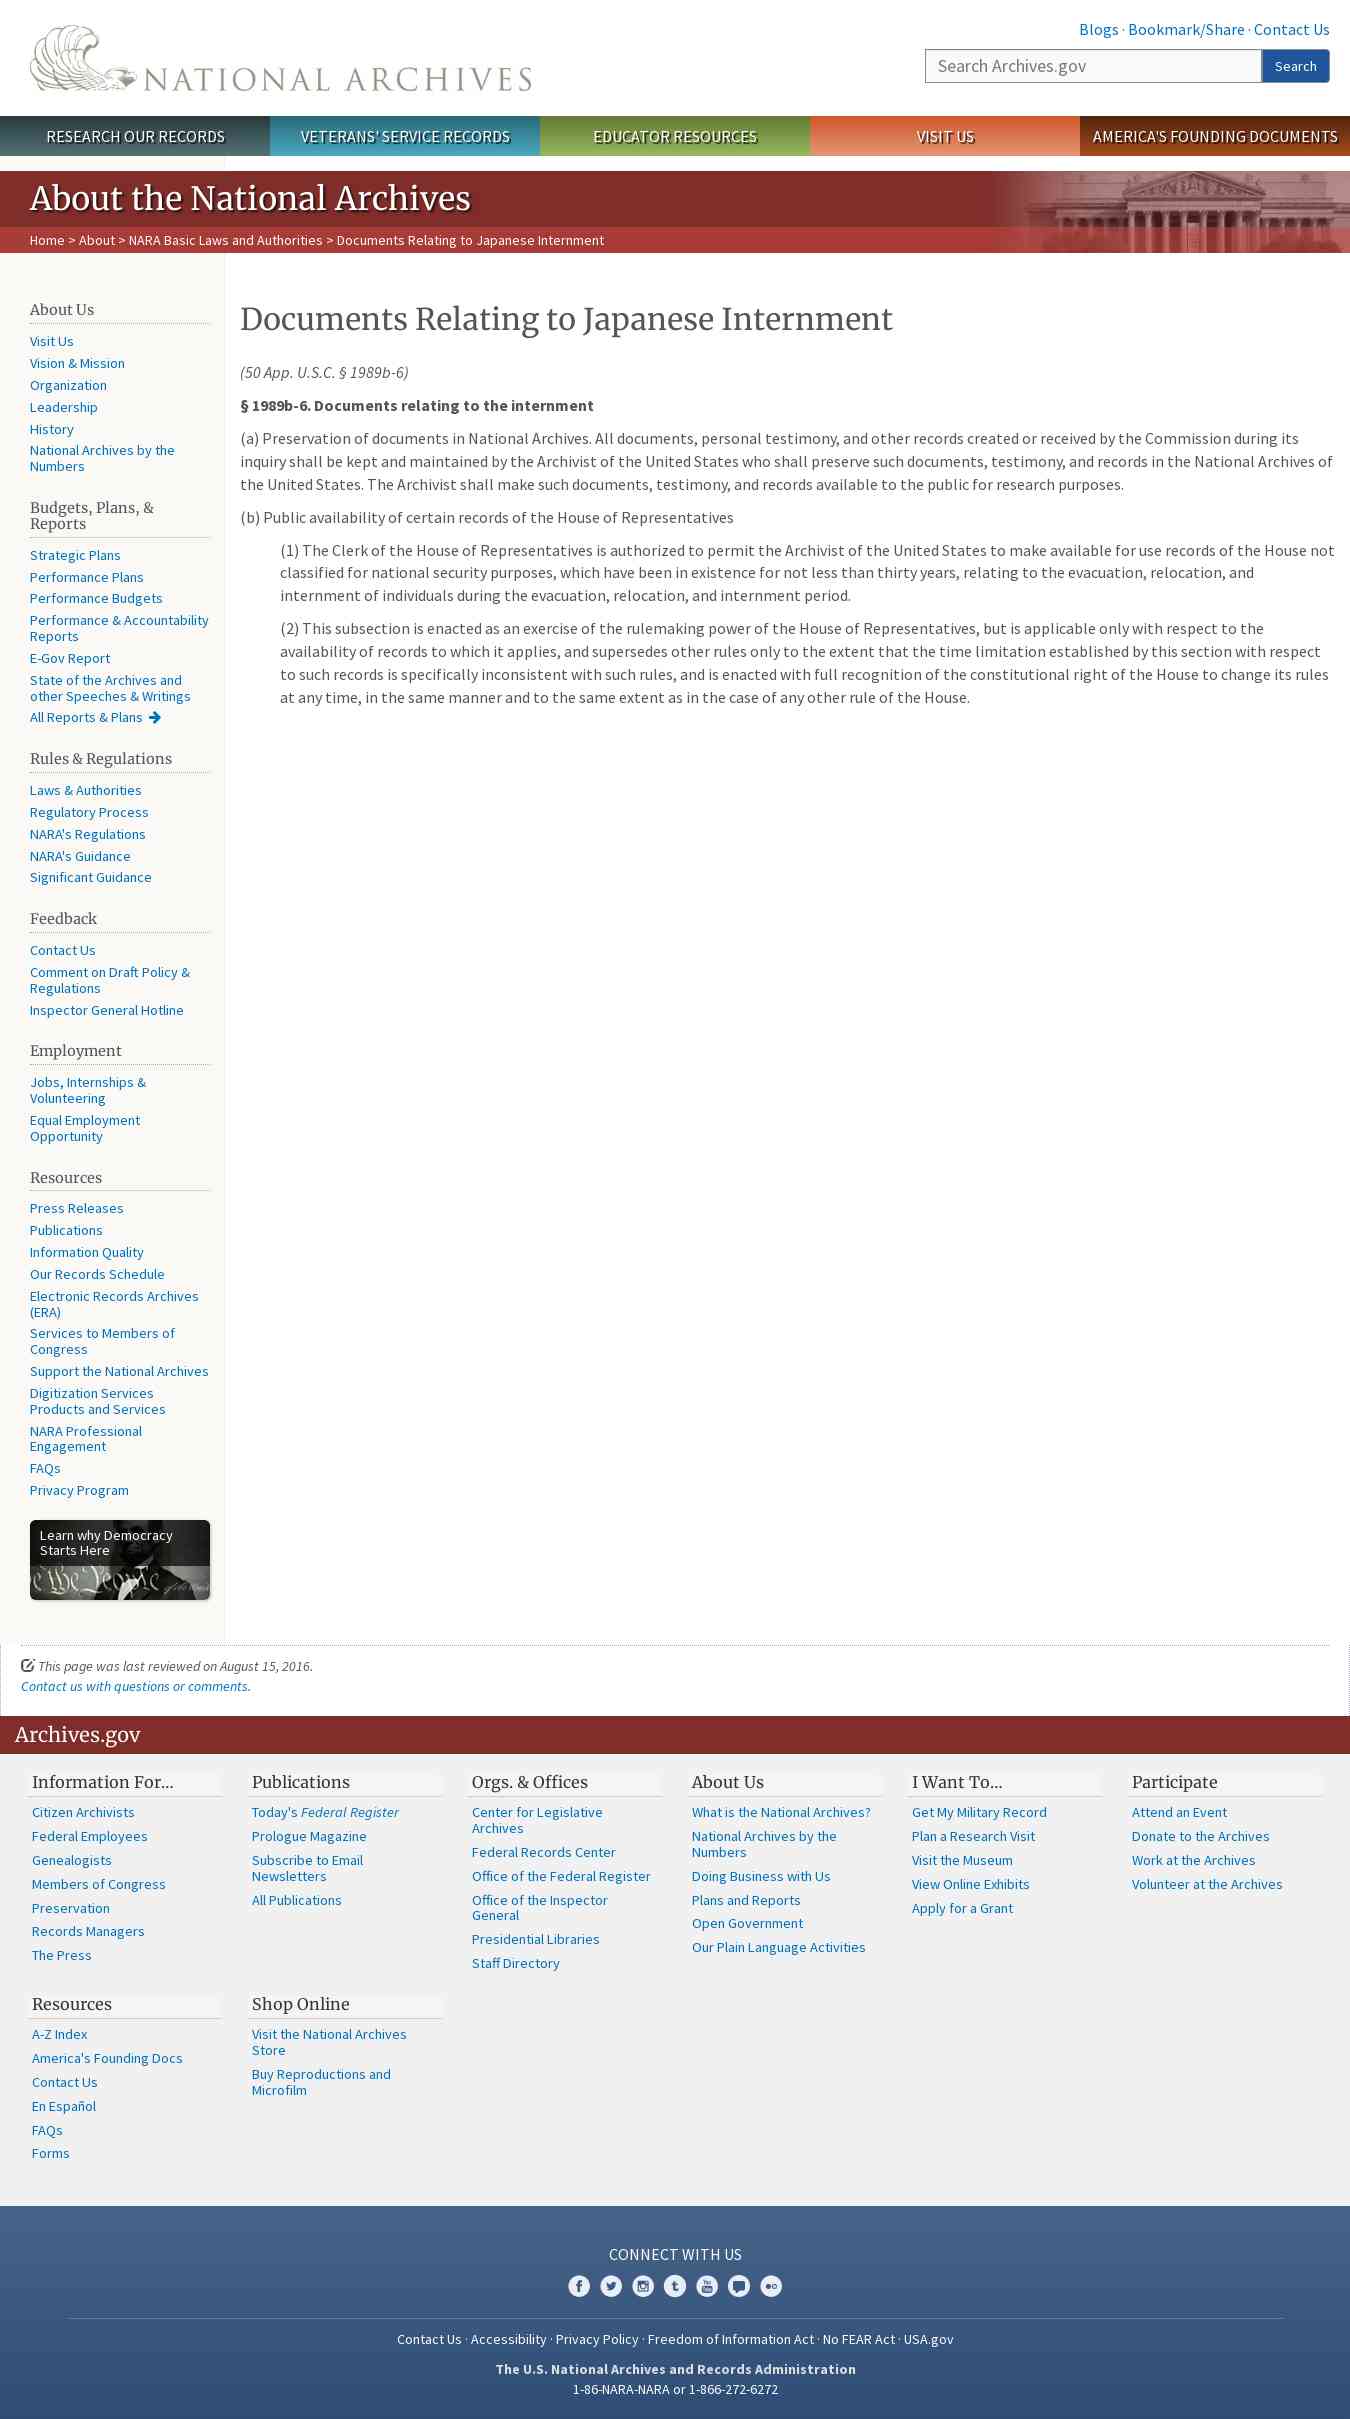 Blogs · Bookmark/Share · Contact Us
NATIONAL ARCHIVES
Search Archives.gov
Search
RESEARCH OUR RECORDS
VETERANS' SERVICE RECORDS
EDUCATOR RESOURCES
VISIT US
AMERICA'S FOUNDING DOCUMENTS
About the National Archives
Home > About > NARA Basic Laws and Authorities > Documents Relating to Japanese Internment
About Us
Visit Us
Vision & Mission
Organization
Leadership
History
National Archives by the
Numbers
Budgets, Plans, &
Reports
Strategic Plans
Performance Plans
Performance Budgets
Performance & Accountability
Reports
E-Gov Report
State of the Archives and
other Speeches & Writings
All Reports & Plans
Rules & Regulations
Laws & Authorities
Regulatory Process
NARA's Regulations
NARA's Guidance
Significant Guidance
Feedback
Contact Us
Comment on Draft Policy &
Regulations
Inspector General Hotline
Employment
Jobs, Internships &
Volunteering
Equal Employment
Opportunity
Resources
Press Releases
Publications
Information Quality
Our Records Schedule
Electronic Records Archives
(ERA)
Services to Members of
Congress
Support the National Archives
Digitization Services
Products and Services
NARA Professional
Engagement
FAQs
Privacy Program
Learn why Democracy
Starts Here
e the People
Documents Relating to Japanese Internment
(50 App. U.S.C. § 1989b-6)
§ 1989b-6. Documents relating to the internment
(a) Preservation of documents in National Archives. All documents, personal testimony, and other records created or received by the Commission during its
inquiry shall be kept and maintained by the Archivist of the United States who shall preserve such documents, testimony, and records in the National Archives of
the United States. The Archivist shall make such documents, testimony, and records available to the public for research purposes.
(b) Public availability of certain records of the House of Representatives
(1) The Clerk of the House of Representatives is authorized to permit the Archivist of the United States to make available for use records of the House not
classified for national security purposes, which have been in existence for not less than thirty years, relating to the evacuation, relocation, and
internment of individuals during the evacuation, relocation, and internment period.
(2) This subsection is enacted as an exercise of the rulemaking power of the House of Representatives, but is applicable only with respect to the
availability of records to which it applies, and supersedes other rules only to the extent that the time limitation established by this section with respect
to such records is specifically inconsistent with such rules, and is enacted with full recognition of the constitutional right of the House to change its rules
at any time, in the same manner and to the same extent as in the case of any other rule of the House.
This page was last reviewed on August 15, 2016.
Contact us with questions or comments.
Archives.gov
Information For…
Citizen Archivists
Federal Employees
Genealogists
Members of Congress
Preservation
Records Managers
The Press
Publications
Today's Federal Register
Prologue Magazine
Subscribe to Email
Newsletters
All Publications
Orgs. & Offices
Center for Legislative
Archives
Federal Records Center
Office of the Federal Register
Office of the Inspector
General
Presidential Libraries
Staff Directory
About Us
What is the National Archives?
National Archives by the
Numbers
Doing Business with Us
Plans and Reports
Open Government
Our Plain Language Activities
I Want To…
Get My Military Record
Plan a Research Visit
Visit the Museum
View Online Exhibits
Apply for a Grant
Participate
Attend an Event
Donate to the Archives
Work at the Archives
Volunteer at the Archives
Resources
A-Z Index
America's Founding Docs
Contact Us
En Español
FAQs
Forms
Shop Online
Visit the National Archives
Store
Buy Reproductions and
Microfilm
CONNECT WITH US
Contact Us · Accessibility · Privacy Policy · Freedom of Information Act · No FEAR Act · USA.gov
The U.S. National Archives and Records Administration
1-86-NARA-NARA or 1-866-272-6272